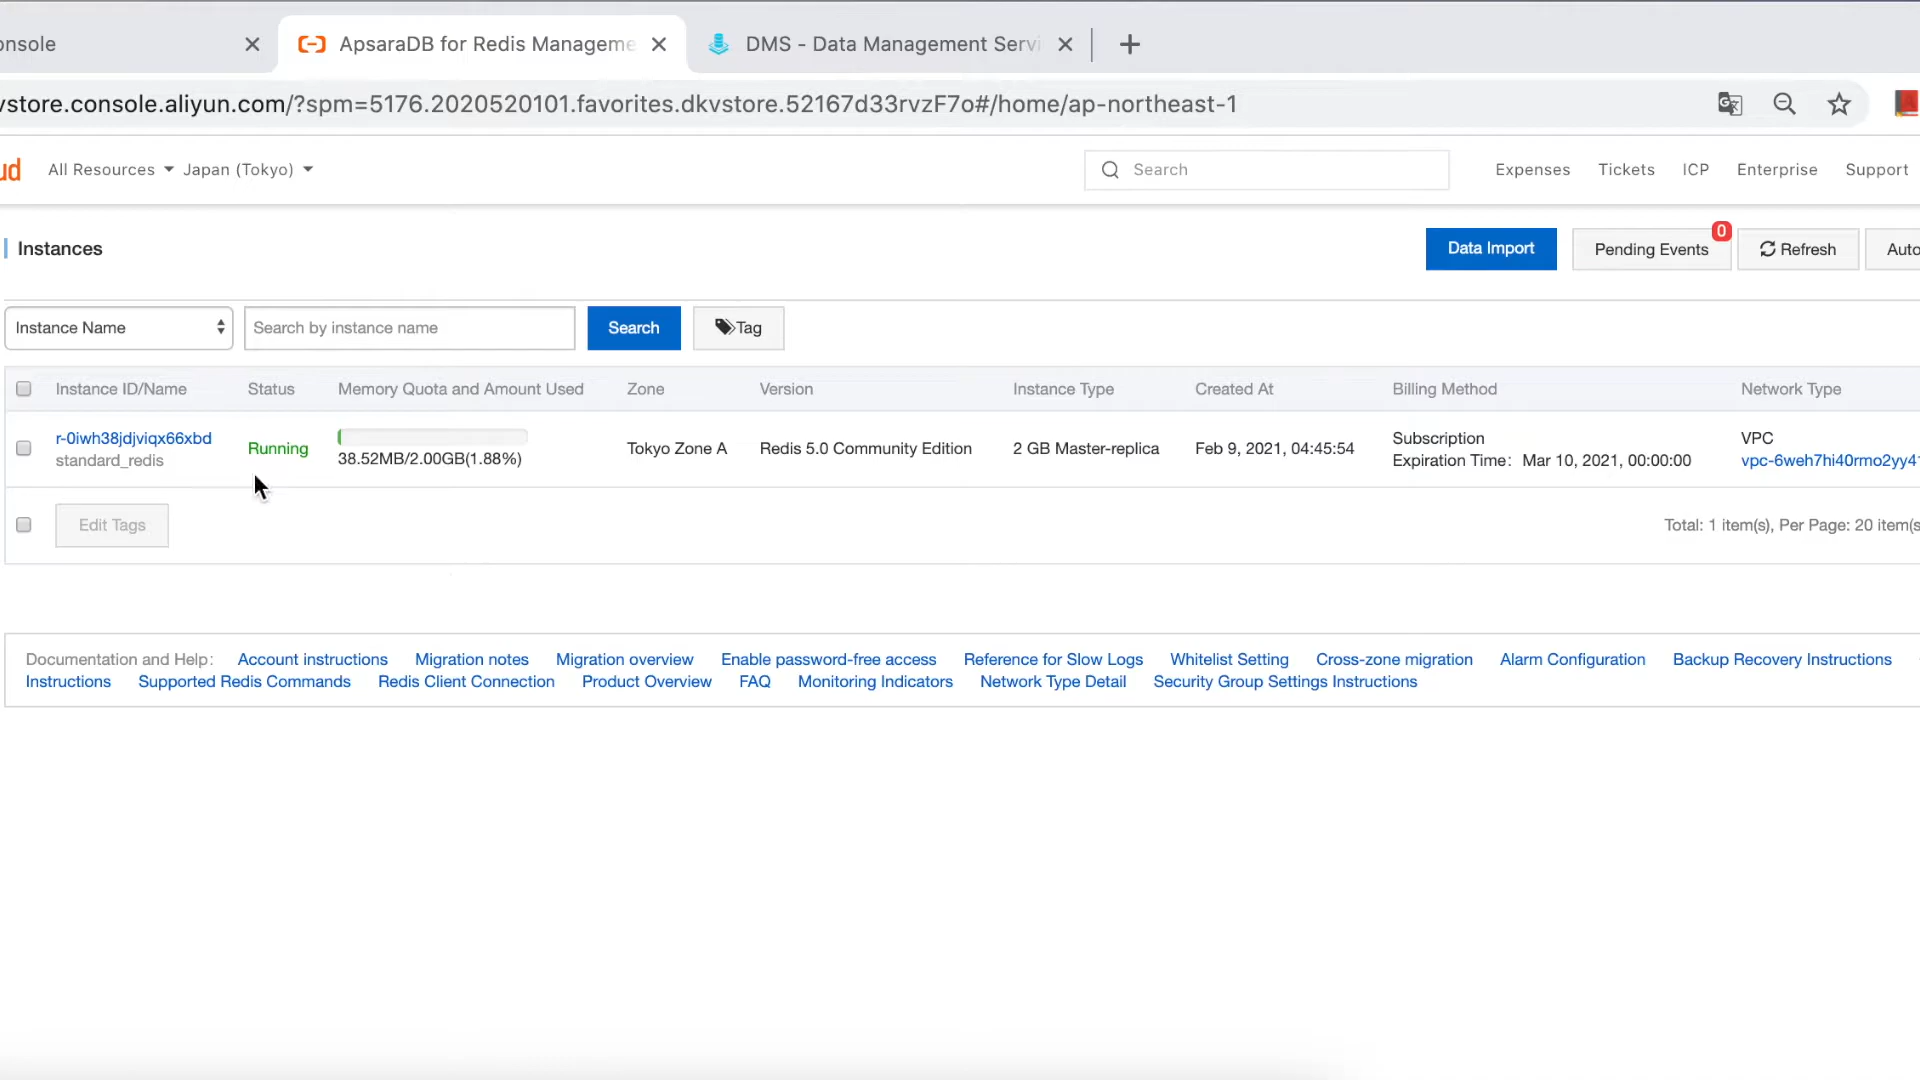 onsole
ApsaraDB for Redis Manageme
DMS - Data Management Servi
vstore.console.aliyun.com/?spm=5176.2020520101.favorites.dkvstore.52167d33rvzF7o#/home/ap-northeast-1
ud All Resources Japan (Tokyo) Search Expenses Tickets ICP Enterprise Support
Instances Data Import Pending Events 0 Refresh Auto
Instance Name Search by instance name Search Tag
Instance ID/Name Status Memory Quota and Amount Used Zone Version Instance Type Created At Billing Method Network Type
r-0iwh38jdjviqx66xbd
standard_redis
Running
38.52MB/2.00GB(1.88%)
Tokyo Zone A
Redis 5.0 Community Edition
2 GB Master-replica
Feb 9, 2021, 04:45:54
Subscription
Expiration Time: Mar 10, 2021, 00:00:00
VPC
vpc-6weh7hi40rmo2yy41
Edit Tags
Total: 1 item(s), Per Page: 20 item(s
Documentation and Help: Account instructions Migration notes Migration overview Enable password-free access Reference for Slow Logs Whitelist Setting Cross-zone migration Alarm Configuration Backup Recovery Instructions
Instructions Supported Redis Commands Redis Client Connection Product Overview FAQ Monitoring Indicators Network Type Detail Security Group Settings Instructions